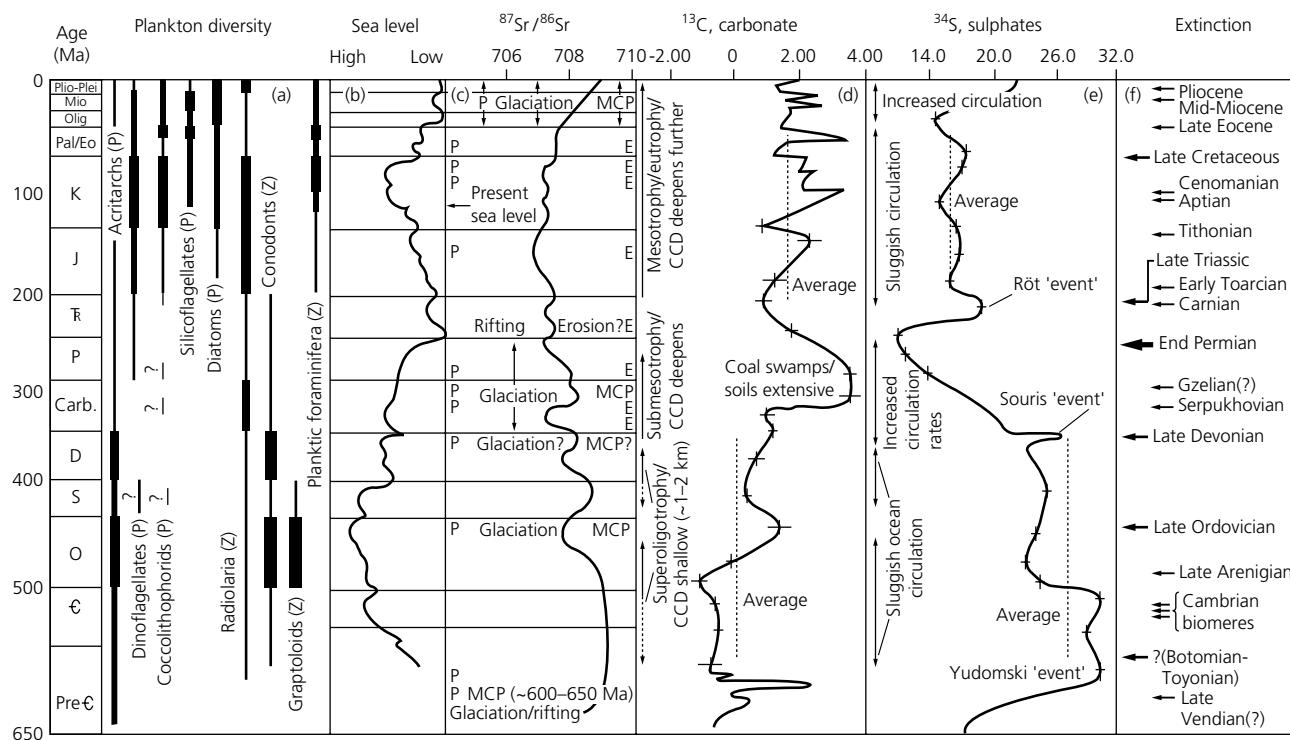 Age
(Ma)
Plankton diversity
Sea level
High Low
⁸⁷Sr/⁸⁶Sr
706 708 710
¹³C, carbonate
-2.00 0 2.00 4.00
³⁴S, sulphates
14.0 20.0 26.0 32.0
Extinction
0
100
200
300
400
500
650
Plio-Plei
Mio
Olig
Pal/Eo
K
J
TR
P
Carb.
D
S
O
Є
Pre-Є
(a)
Acritarchs (P)
Dinoflagellates (P)
Coccolithophorids (P)
Silicoflagellates (P)
Diatoms (P)
Radiolaria (Z)
Conodonts (Z)
Graptoloids (Z)
Planktic foraminifera (Z)
?
?
?
?
(b)
Present
sea level
(c)
P Glaciation MCP
P E
P E
P E
P E
Rifting Erosion? E
P E
P MCP
Glaciation
P E
E
P Glaciation? MCP?
P Glaciation MCP
P
P MCP (~600–650 Ma)
Glaciation/rifting
Mesotrophy/eutrophy
CCD deepens further
Submesotrophy/
CCD deepens
Superoligotrophy/
CCD shallow (~1–2 km)
(d)
Average
Coal swamps/
soils extensive
Average
(e)
Increased circulation
Sluggish circulation
Average
Röt 'event'
Increased
circulation
rates
Souris 'event'
Sluggish ocean
circulation
Average
Yudomski 'event'
(f)
Pliocene
Mid-Miocene
Late Eocene
Late Cretaceous
Cenomanian
Aptian
Tithonian
Late Triassic
Early Toarcian
Carnian
End Permian
Gzelian(?)
Serpukhovian
Late Devonian
Late Ordovician
Late Arenigian
Cambrian
biomeres
?(Botomian-
Toyonian)
Late
Vendian(?)